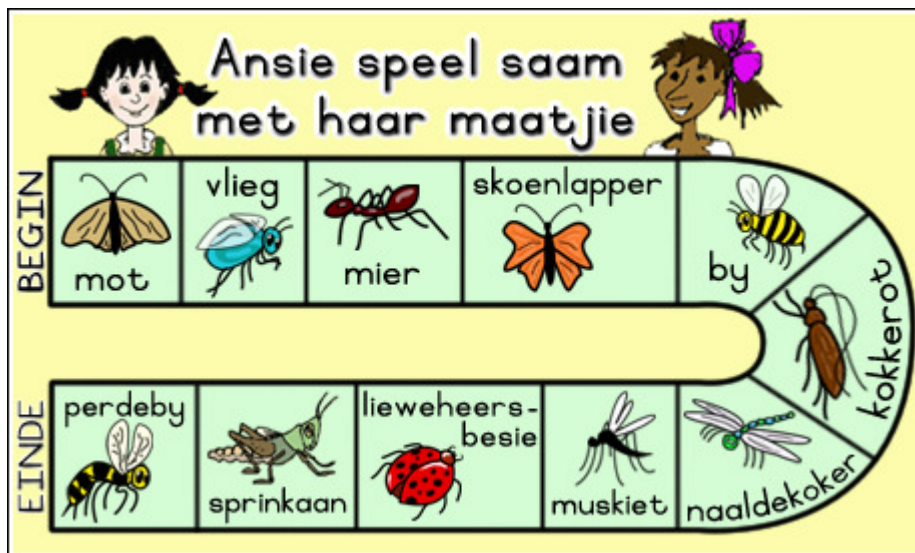 Ansie speel saam
met haar maatjie
BEGIN
mot
vlieg
mier
skoenlapper
by
kokkerot
naaldekoker
muskiet
lieweheers-
besie
sprinkaan
perdeby
EINDE